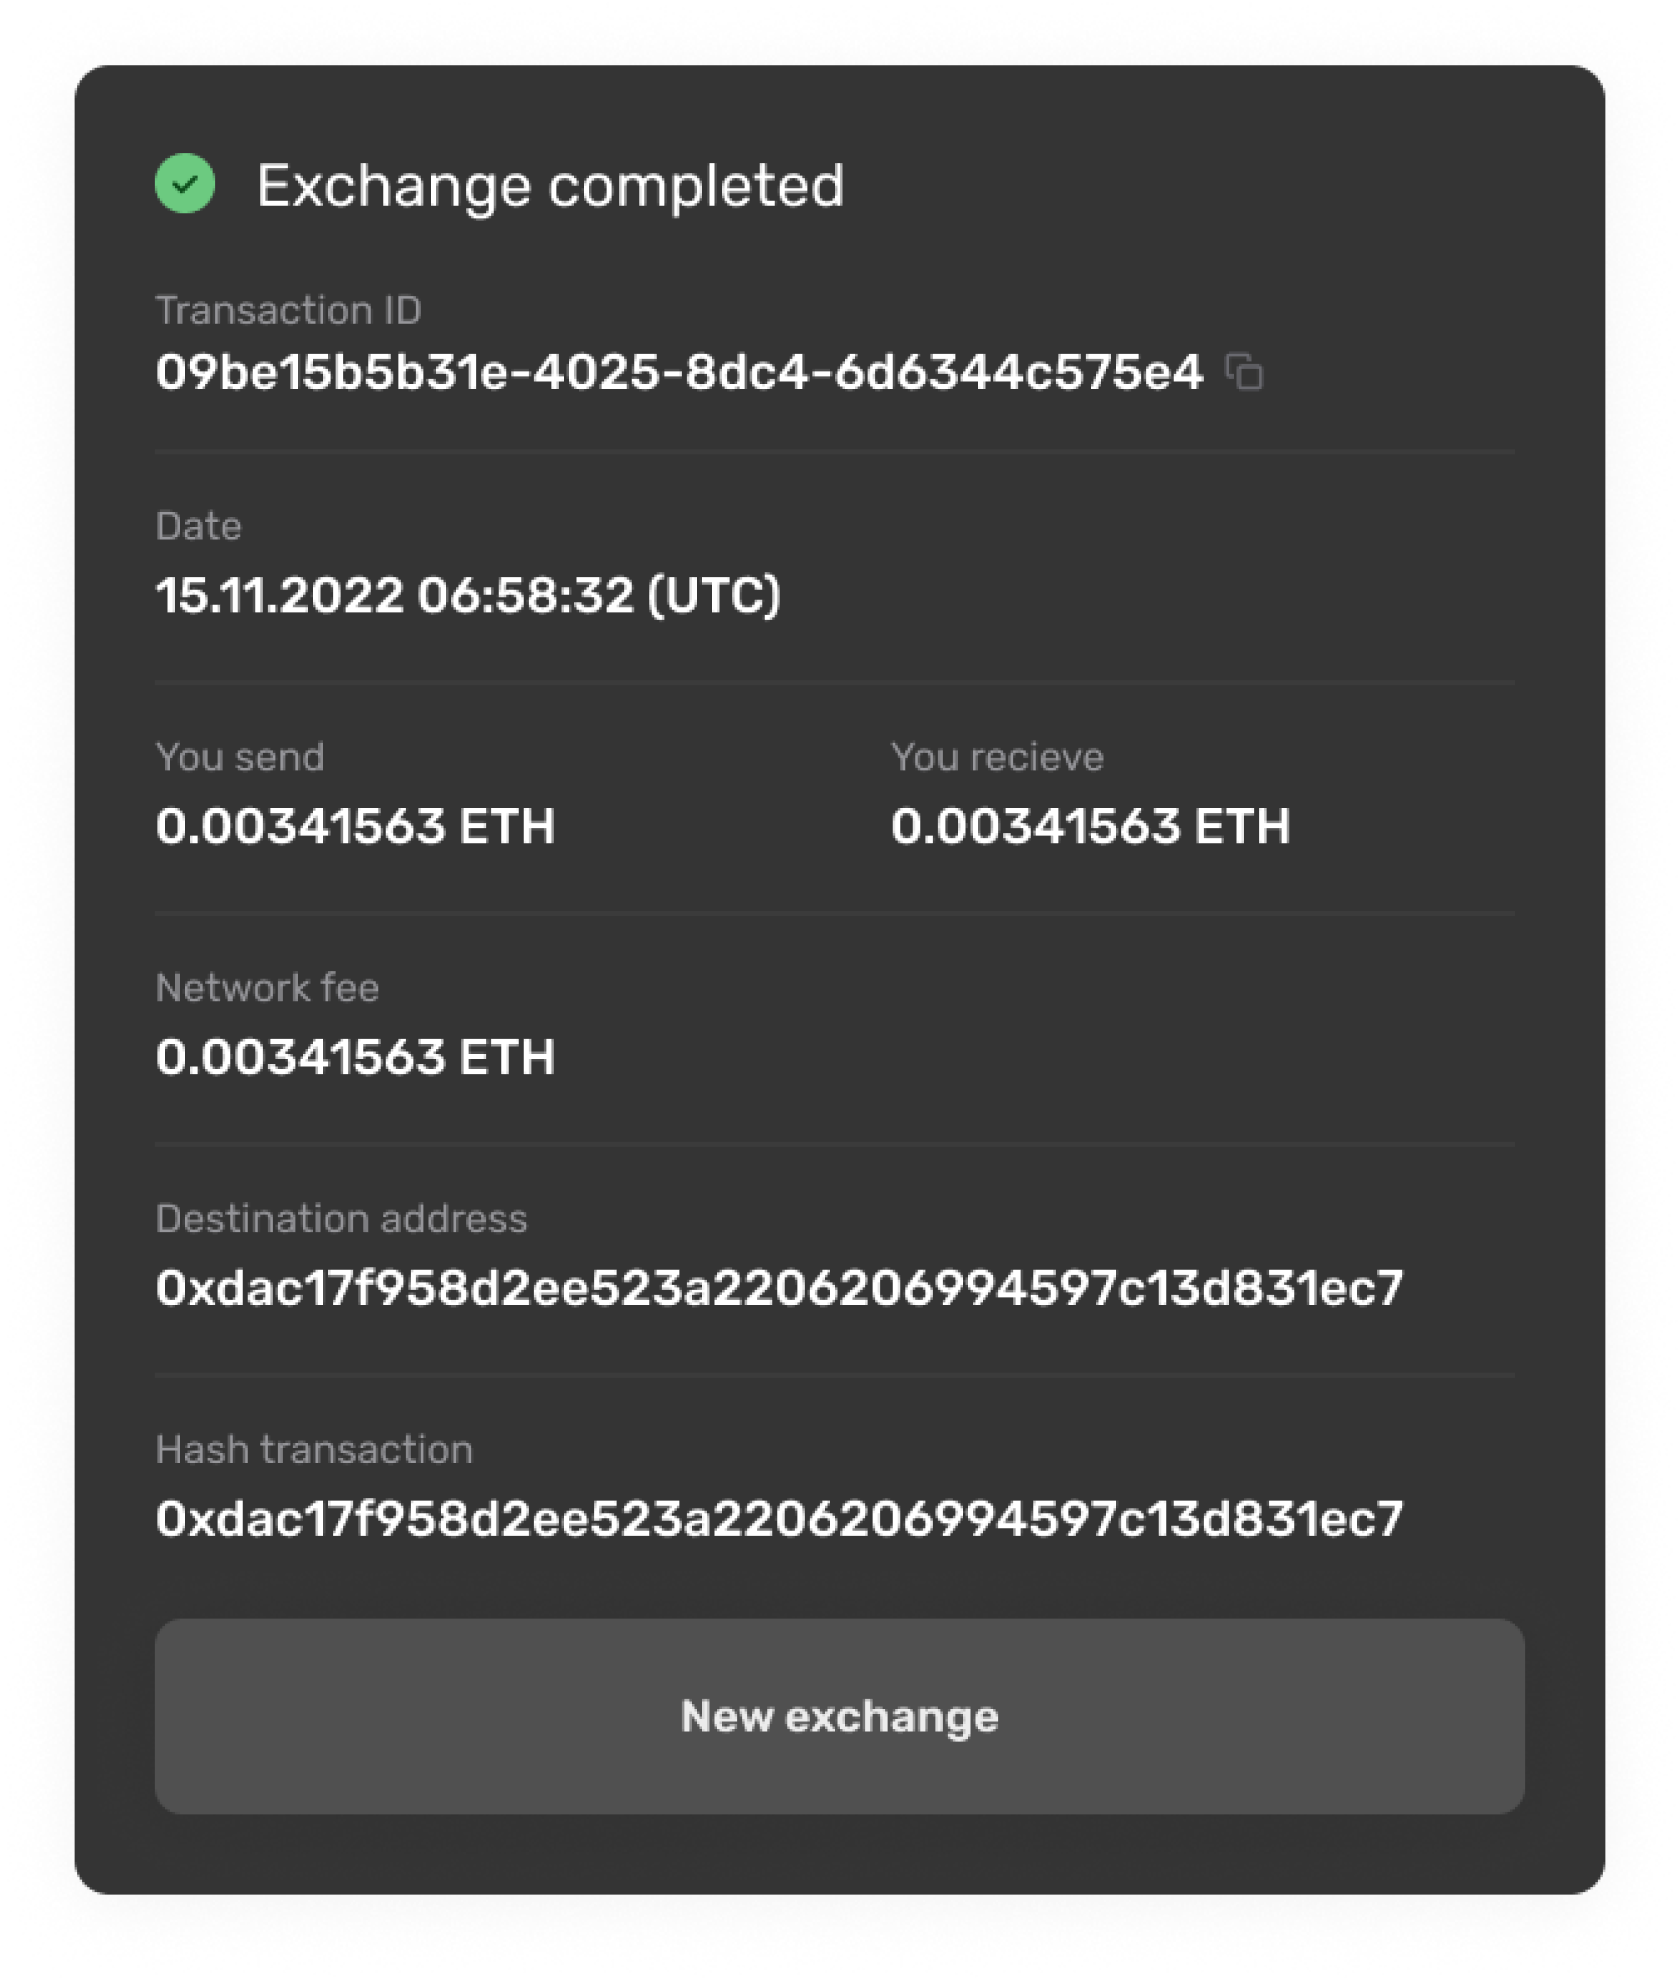 Exchange completed
Transaction ID
09be15b5b31e-4025-8dc4-6d6344c575e4
Date
15.11.2022 06:58:32 (UTC)
You send
0.00341563 ETH
You recieve
0.00341563 ETH
Network fee
0.00341563 ETH
Destination address
0xdac17f958d2ee523a2206206994597c13d831ec7
Hash transaction
0xdac17f958d2ee523a2206206994597c13d831ec7
New exchange